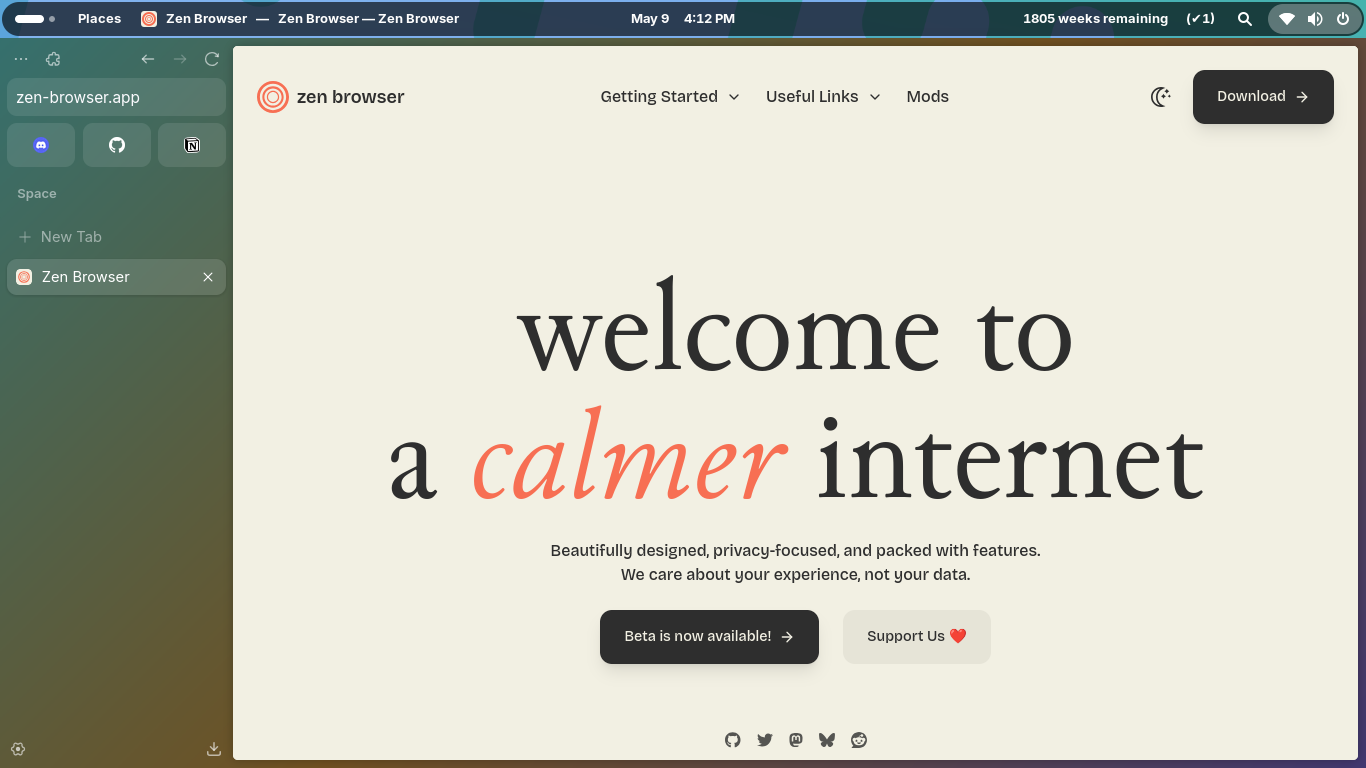 Places Zen Browser — Zen Browser — Zen Browser May 9 4:12 PM 1805 weeks remaining (✔1)
zen-browser.app
Space
New Tab
Zen Browser
zen browser Getting Started Useful Links Mods Download
welcome to
a calmer internet
Beautifully designed, privacy-focused, and packed with features.
We care about your experience, not your data.
Beta is now available! Support Us ❤️